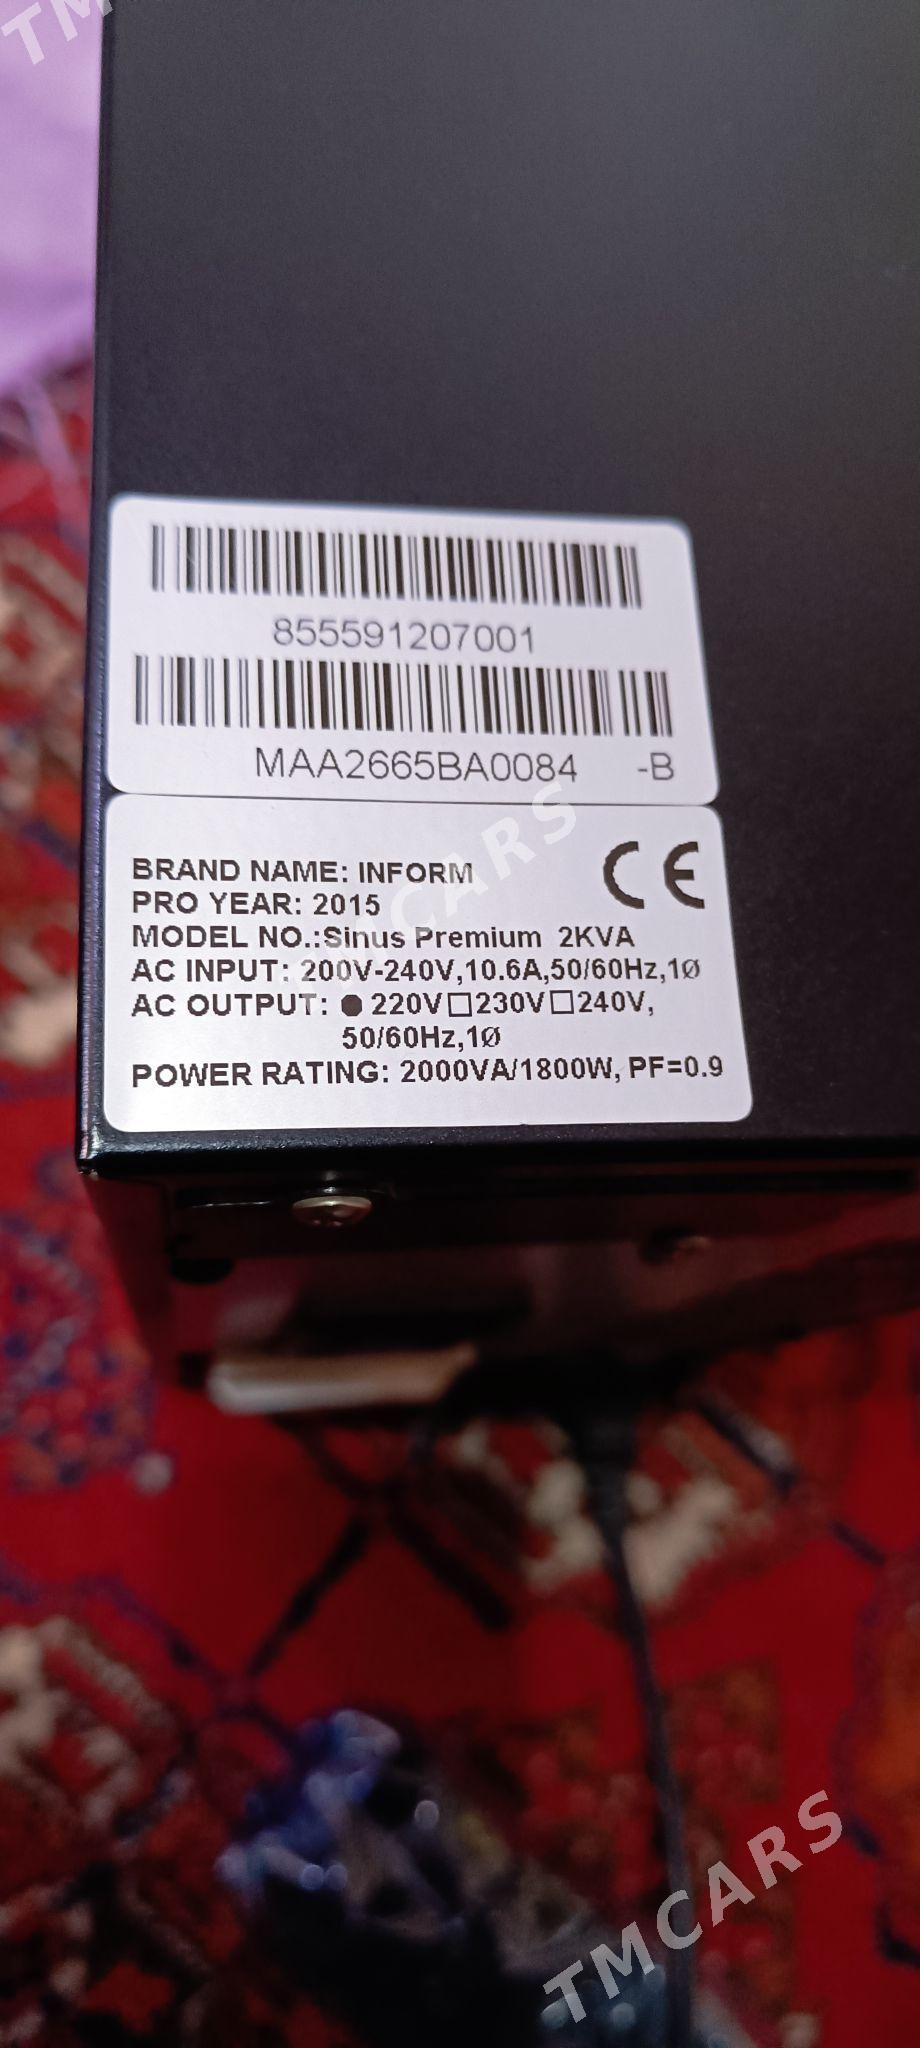 TMCARS
855591207001
MAA2665BA0084 -B
BRAND NAME: INFORM
CE
PRO YEAR: 2015
MODEL NO.:Sinus Premium 2KVA
AC INPUT: 200V-240V,10.6A,50/60Hz,1Ø
AC OUTPUT: ● 220V□230V□240V,
50/60Hz,1Ø
POWER RATING: 2000VA/1800W, PF=0.9
TMCARS